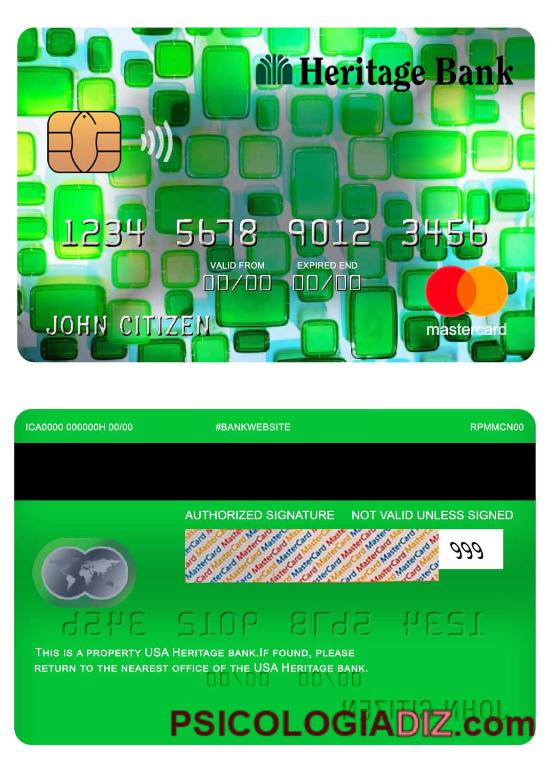 Heritage Bank
1234 5678 9012 3456
VALID FROM EXPIRED END
00/00 00/00
JOHN CITIZEN
mastercard
ICA0000 000000H 00/00 #BANKWEBSITE RPMMCN00
AUTHORIZED SIGNATURE NOT VALID UNLESS SIGNED
MasterCard
999
THIS IS A PROPERTY USA HERITAGE BANK.IF FOUND, PLEASE
RETURN TO THE NEAREST OFFICE OF THE USA HERITAGE BANK.
PSICOLOGIADIZ.com